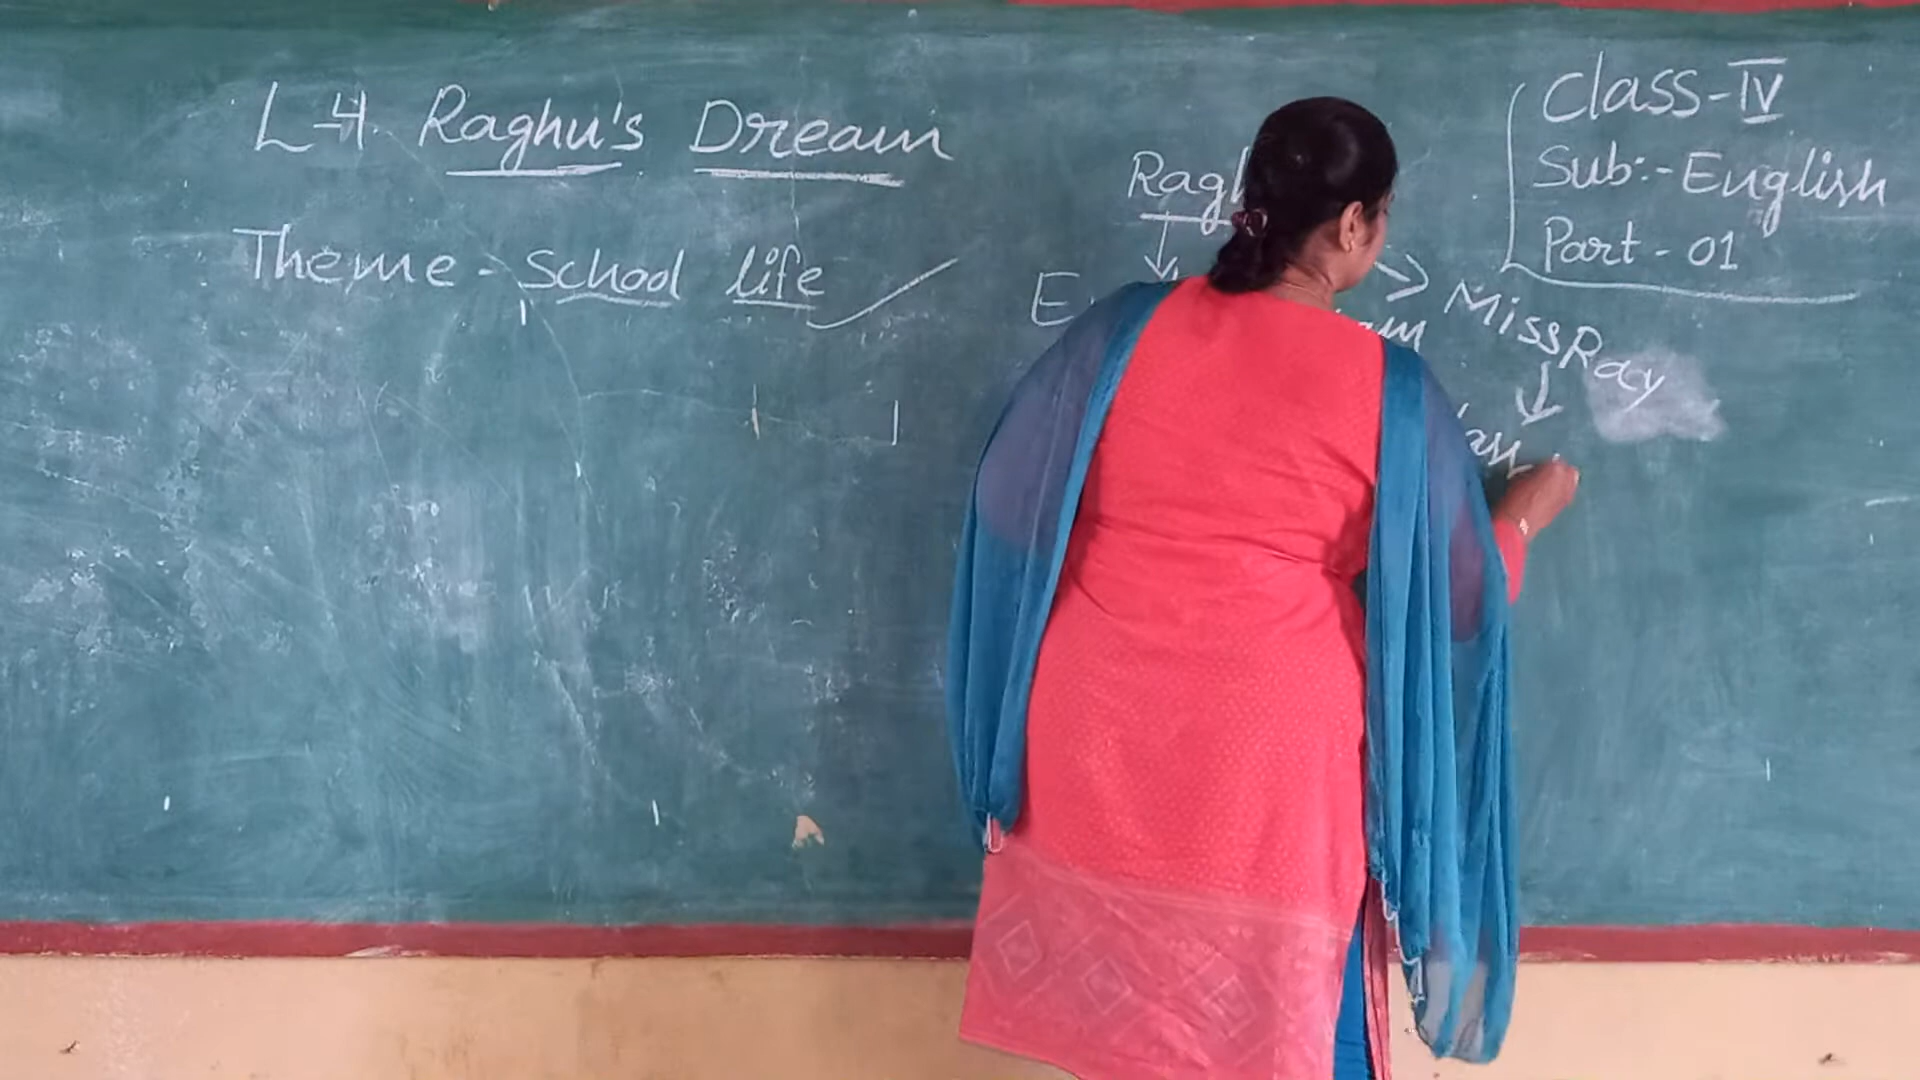 L-4. Raghu's Dream
Theme - School life
Class - IV
Sub:- English
Part - 01
Miss Ray